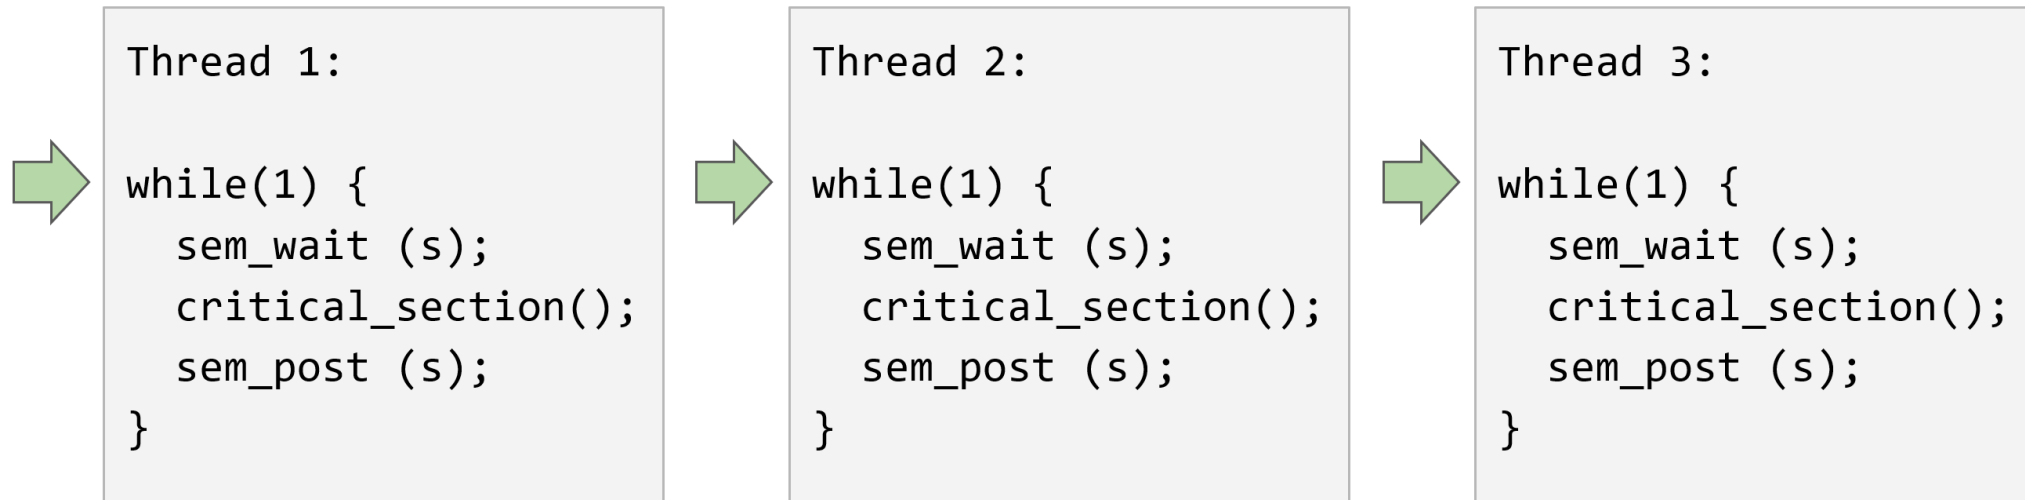 Thread 1:
while(1) {
  sem_wait (s);
  critical_section();
  sem_post (s);
}
Thread 2:
while(1) {
  sem_wait (s);
  critical_section();
  sem_post (s);
}
Thread 3:
while(1) {
  sem_wait (s);
  critical_section();
  sem_post (s);
}